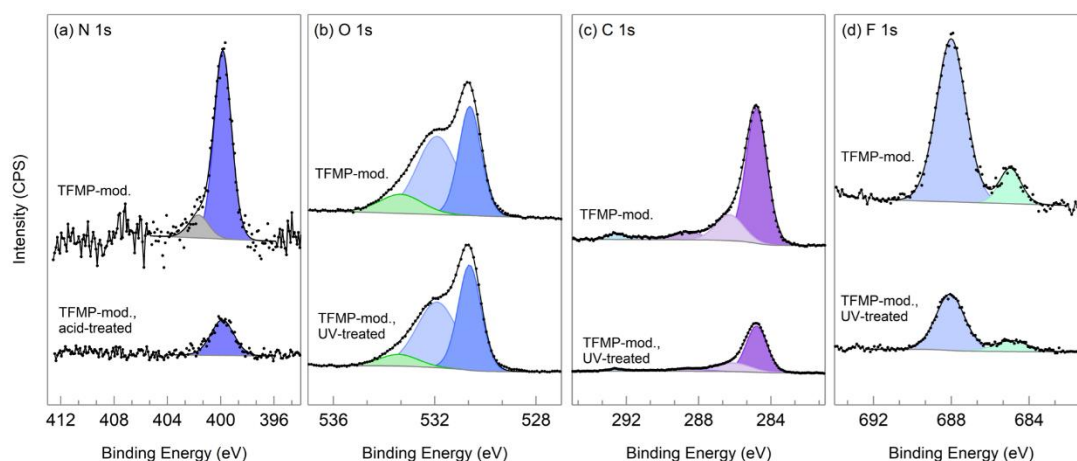 (a) N 1s
(b) O 1s
(c) C 1s
(d) F 1s
Intensity (CPS)
TFMP-mod.
TFMP-mod.,
acid-treated
TFMP-mod.
TFMP-mod.,
UV-treated
TFMP-mod.
TFMP-mod.,
UV-treated
TFMP-mod.
TFMP-mod.,
UV-treated
412 408 404 400 396
536 532 528
292 288 284
692 688 684
Binding Energy (eV)
Binding Energy (eV)
Binding Energy (eV)
Binding Energy (eV)